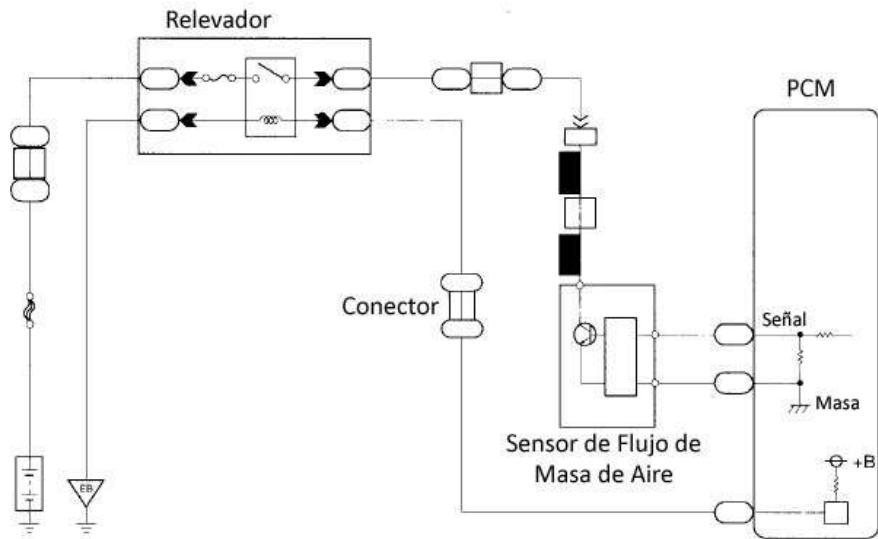 Relevador
PCM
Conector
Señal
Masa
Sensor de Flujo de
Masa de Aire
+B
EB